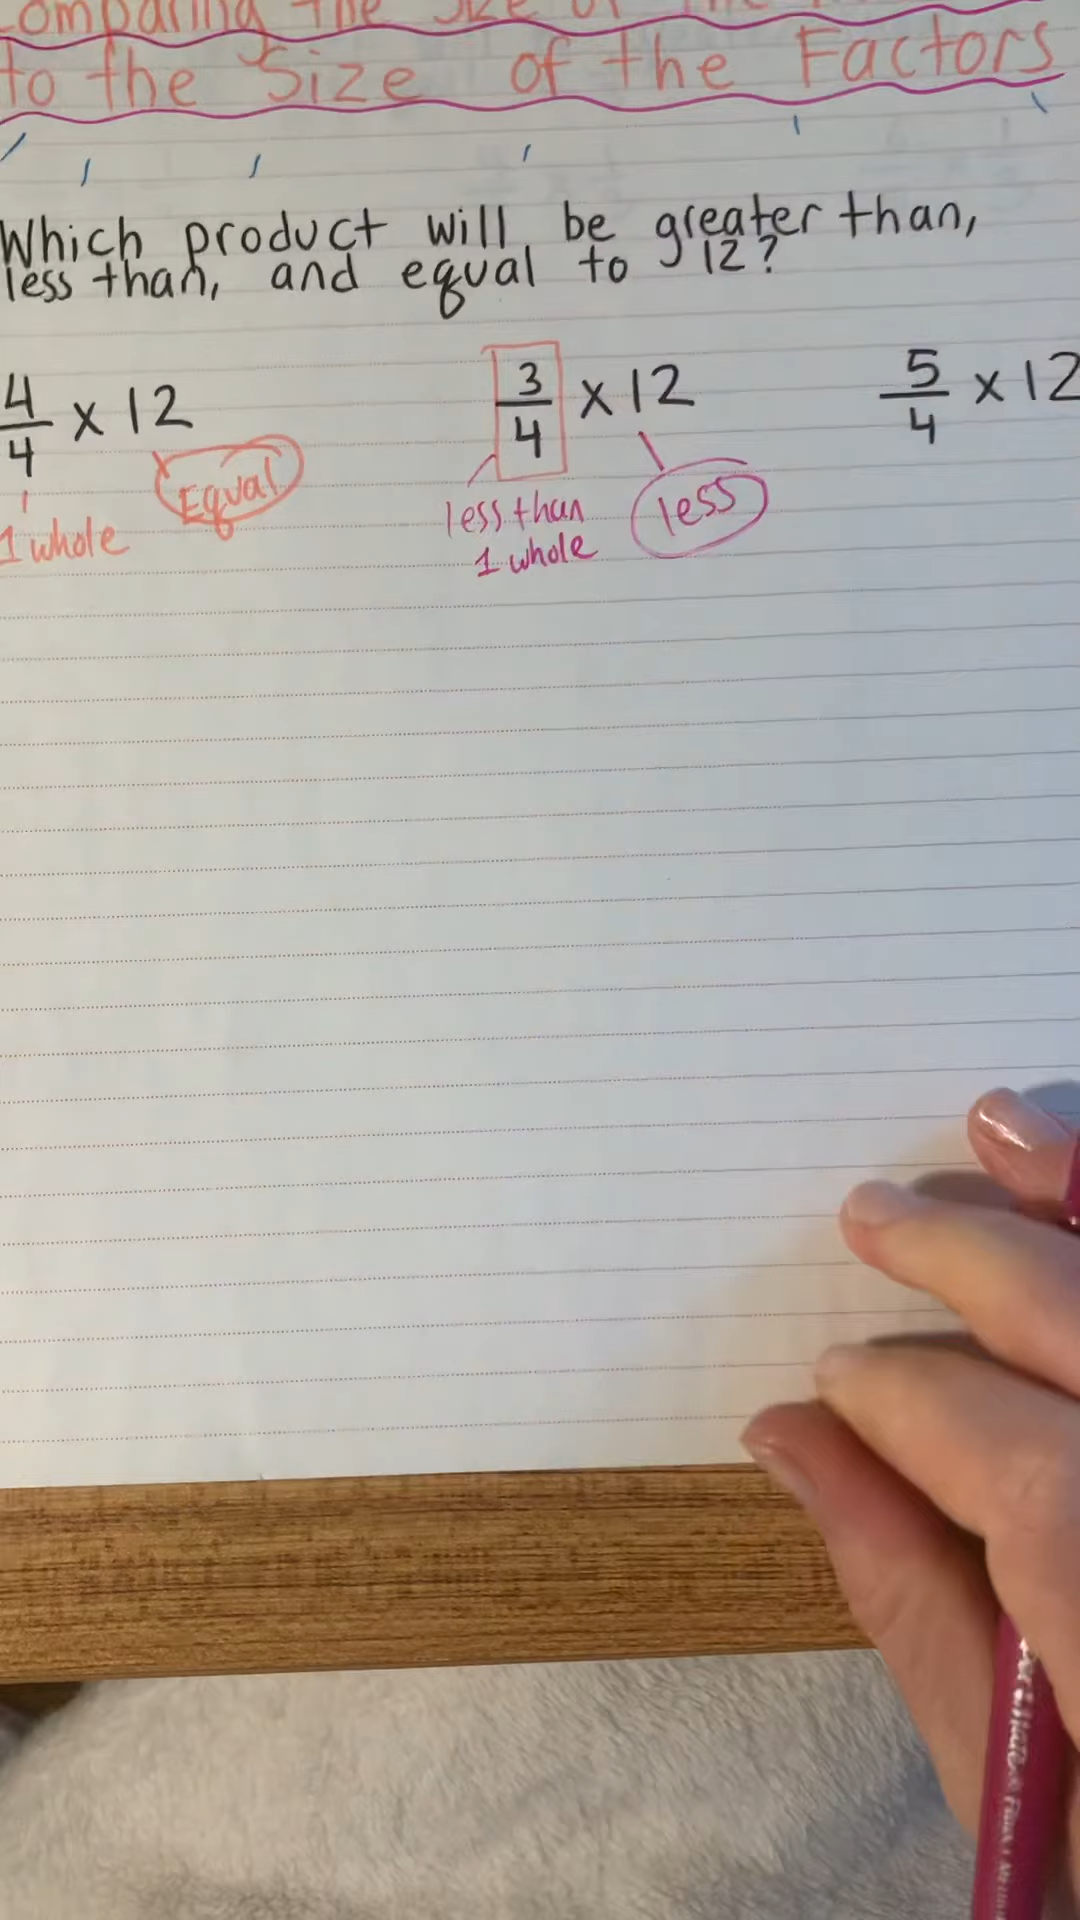 to the Size of the Factors
Which product will be greater than,
less than, and equal to 12?
4/4 x 12
Equal
1 whole
3/4 x 12
less than
1 whole
less
5/4 x 12